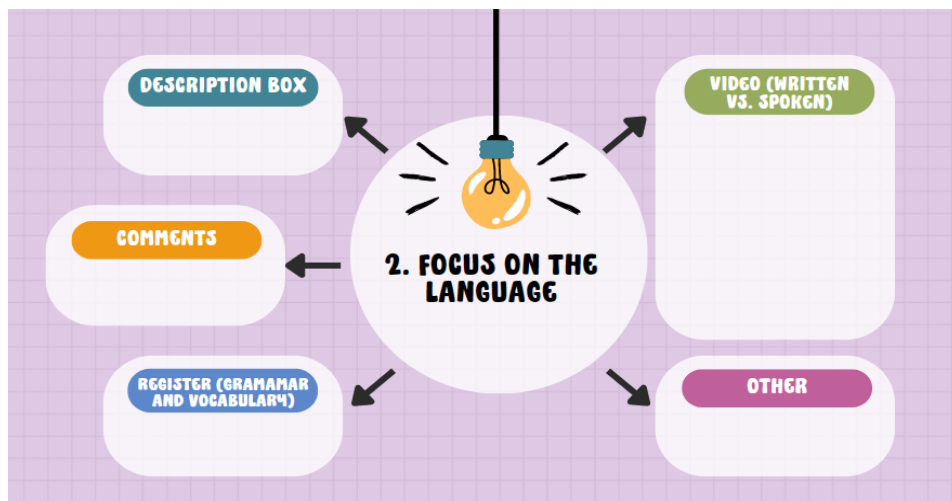 DESCRIPTION BOX
COMMENTS
REGISTER (GRAMAMAR
AND VOCABULARY)
2. FOCUS ON THE
LANGUAGE
VIDEO (WRITTEN
VS. SPOKEN)
OTHER